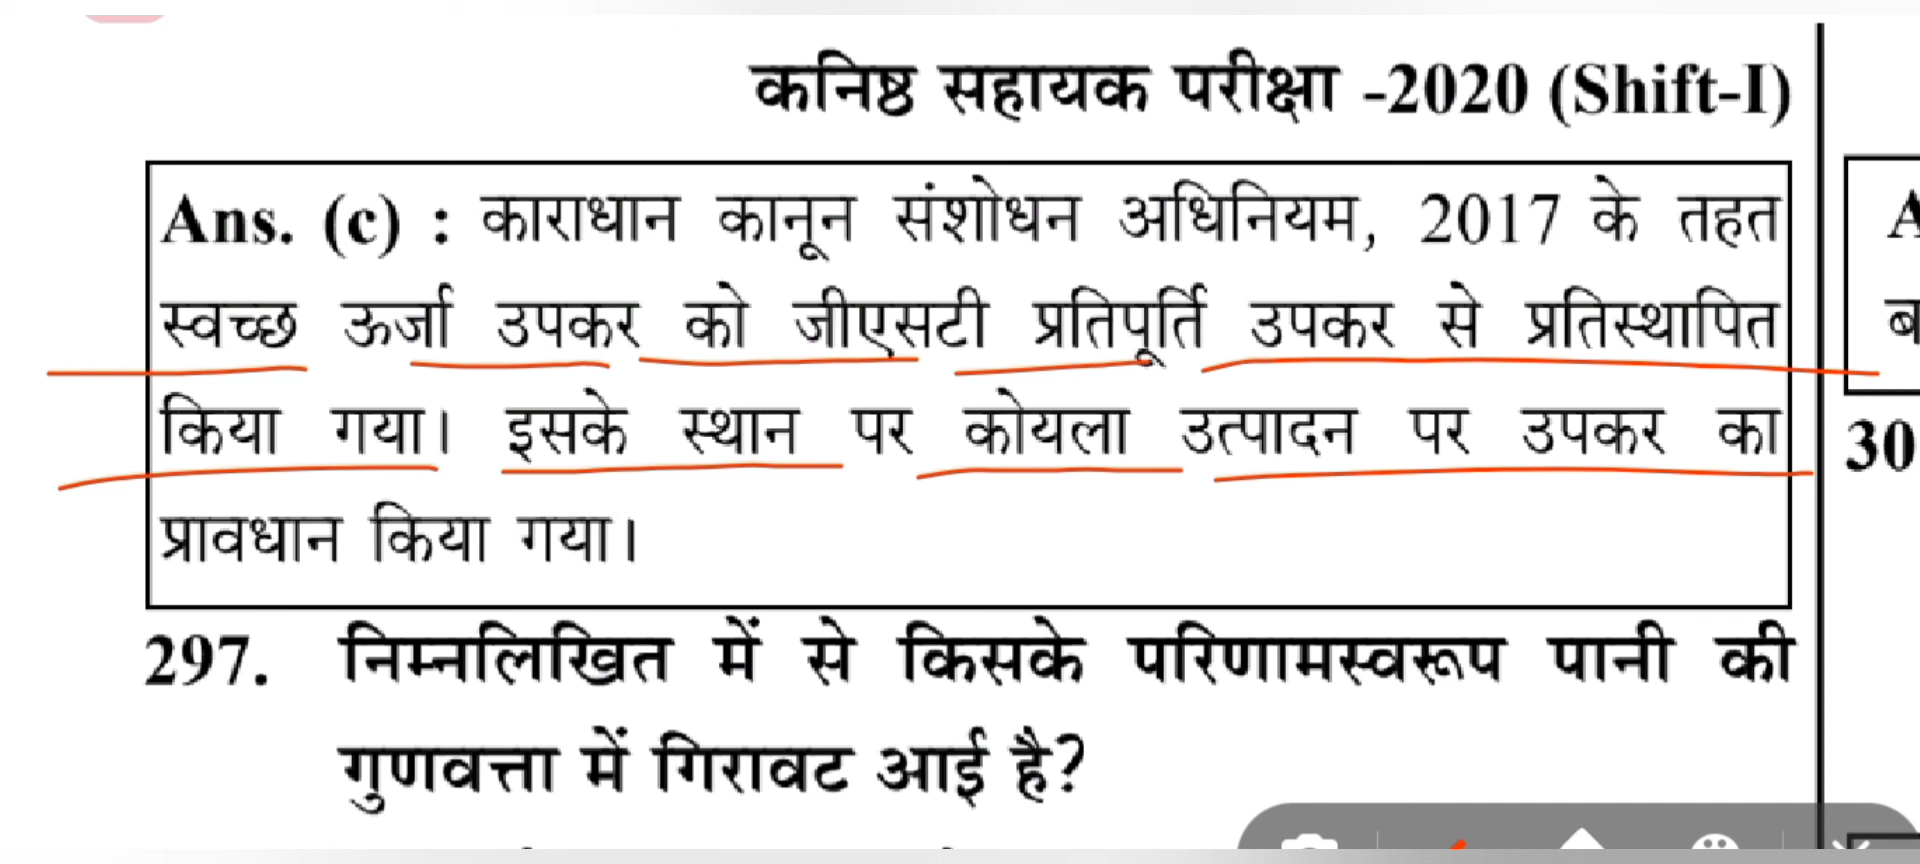 कनिष्ठ सहायक परीक्षा -2020 (Shift-I)
Ans. (c) : काराधान कानून संशोधन अधिनियम, 2017 के तहत
स्वच्छ ऊर्जा उपकर को जीएसटी प्रतिपूर्ति उपकर से प्रतिस्थापित
किया गया। इसके स्थान पर कोयला उत्पादन पर उपकर का
प्रावधान किया गया।
297. निम्नलिखित में से किसके परिणामस्वरूप पानी की
गुणवत्ता में गिरावट आई है?
30